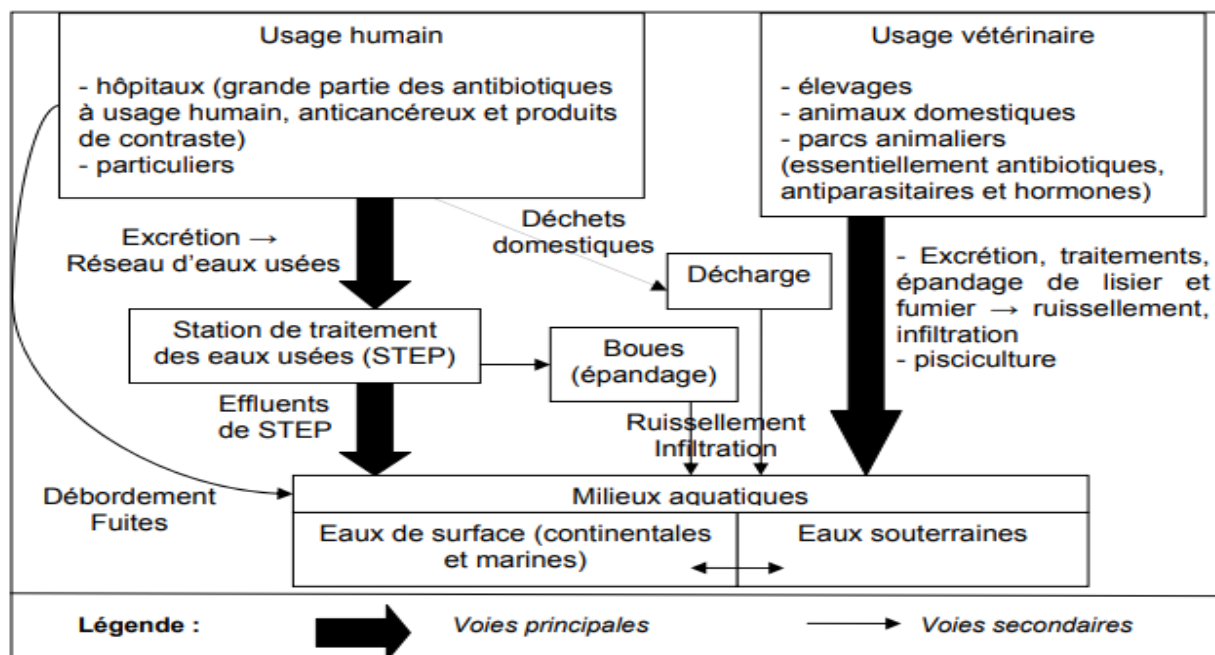 Usage humain
- hôpitaux (grande partie des antibiotiques
à usage humain, anticancéreux et produits
de contraste)
- particuliers
Usage vétérinaire
- élevages
- animaux domestiques
- parcs animaliers
(essentiellement antibiotiques,
antiparasitaires et hormones)
Excrétion →
Réseau d'eaux usées
Déchets
domestiques
Décharge
- Excrétion, traitements,
épandage de lisier et
fumier → ruissellement,
infiltration
- pisciculture
Station de traitement
des eaux usées (STEP)
Boues
(épandage)
Effluents
de STEP
Ruissellement
Infiltration
Débordement
Fuites
Milieux aquatiques
Eaux de surface (continentales
et marines)
Eaux souterraines
Légende :
Voies principales
Voies secondaires